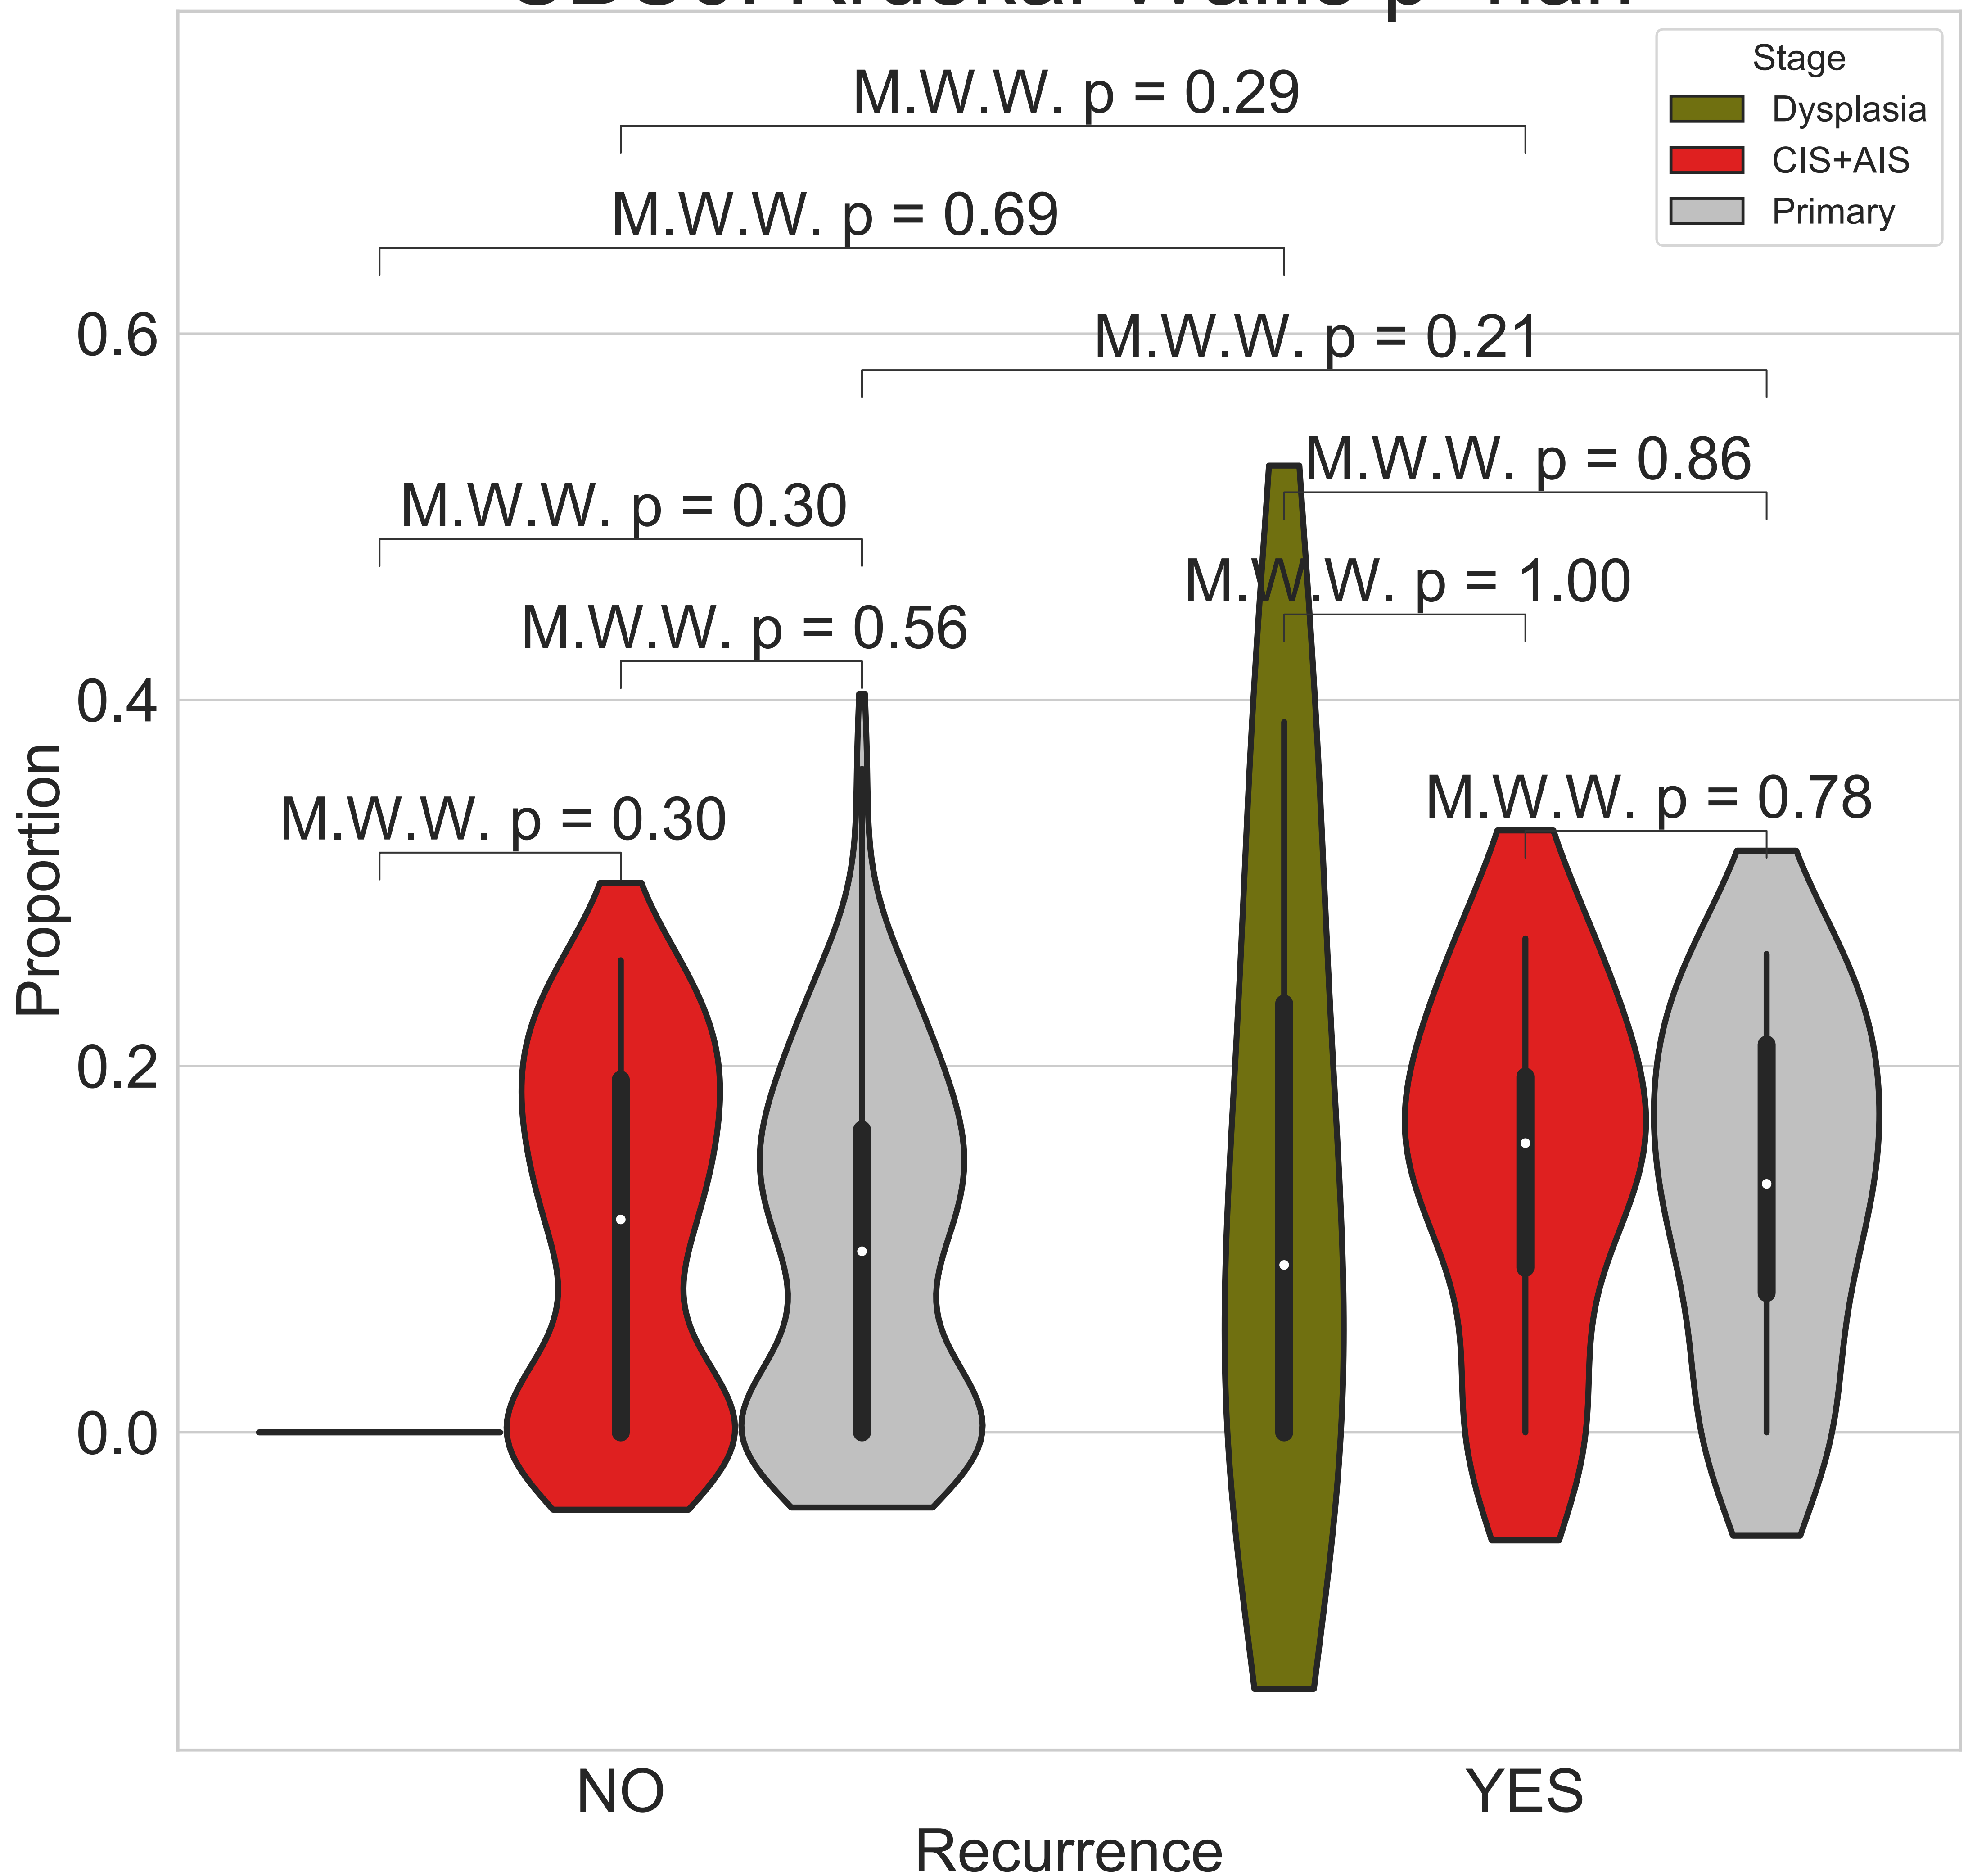 Stage
Dysplasia
CIS+AIS
Primary
M.W.W. p = 0.29
M.W.W. p = 0.69
M.W.W. p = 0.21
M.W.W. p = 0.86
M.W.W. p = 0.30
M.W.W. p = 1.00
M.W.W. p = 0.56
M.W.W. p = 0.78
M.W.W. p = 0.30
0.6
0.4
0.2
0.0
Proportion
NO
YES
Recurrence